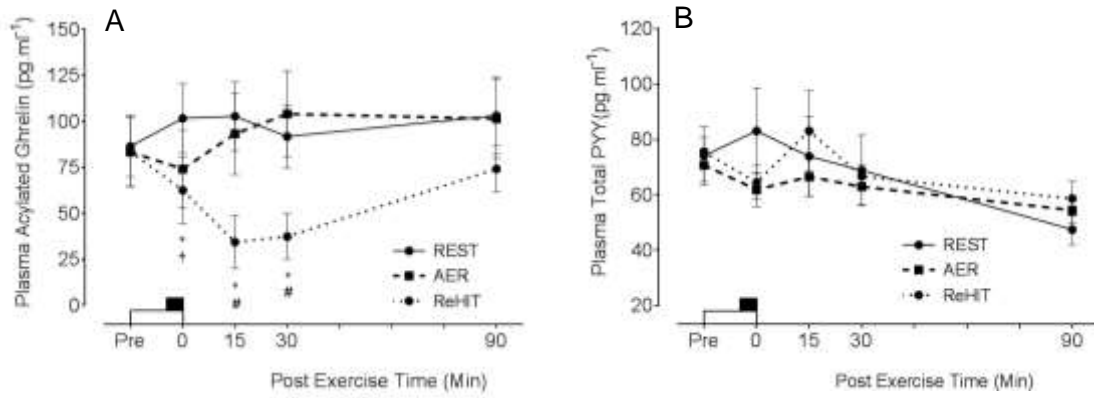 A
Plasma Acylated Ghrelin (pg.ml⁻¹)
150
125
100
75
50
25
0
REST
AER
ReHIT
†
†
*
#
*
#
Pre 0 15 30 90
Post Exercise Time (Min)
B
Plasma Total PYY(pg.ml⁻¹)
120
100
80
60
40
20
REST
AER
ReHIT
Pre 0 15 30 90
Post Exercise Time (Min)